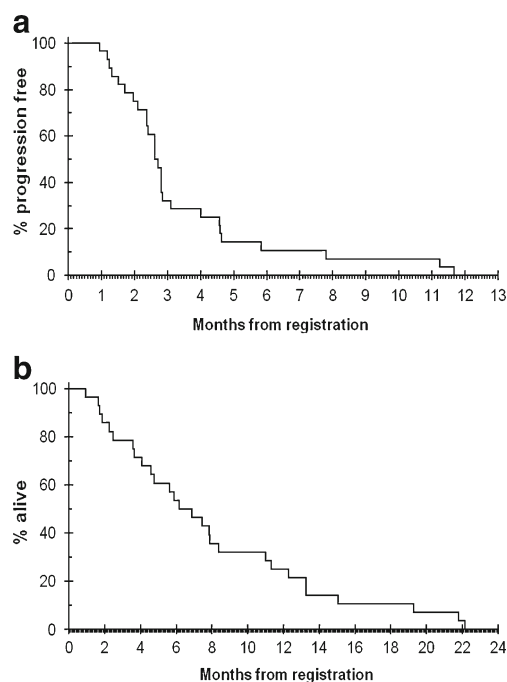 a
100
80
60
40
20
0
% progression free
0 1 2 3 4 5 6 7 8 9 10 11 12 13
Months from registration
b
100
80
60
40
20
0
% alive
0 2 4 6 8 10 12 14 16 18 20 22 24
Months from registration